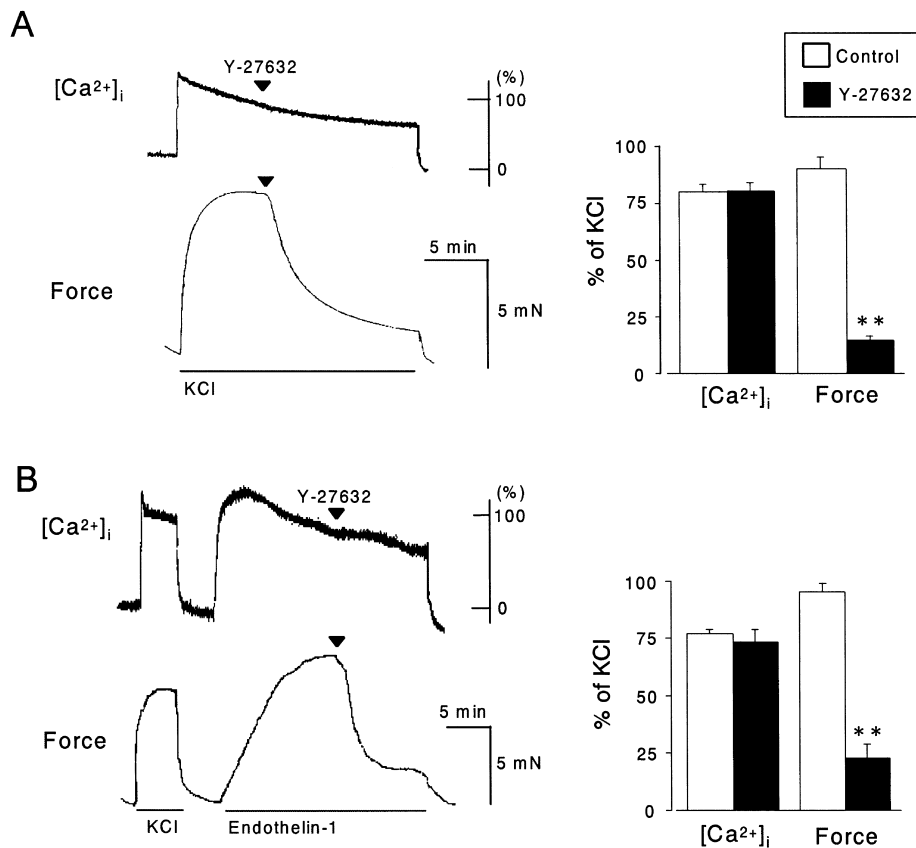 A
Y-27632
[Ca²⁺]ᵢ
(%)
100
0
Force
5 min
5 mN
KCl
Control
Y-27632
% of KCl
100
75
50
25
0
**
[Ca²⁺]ᵢ Force
B
Y-27632
[Ca²⁺]ᵢ
(%)
100
0
Force
5 min
5 mN
KCl Endothelin-1
% of KCl
100
75
50
25
0
**
[Ca²⁺]ᵢ Force